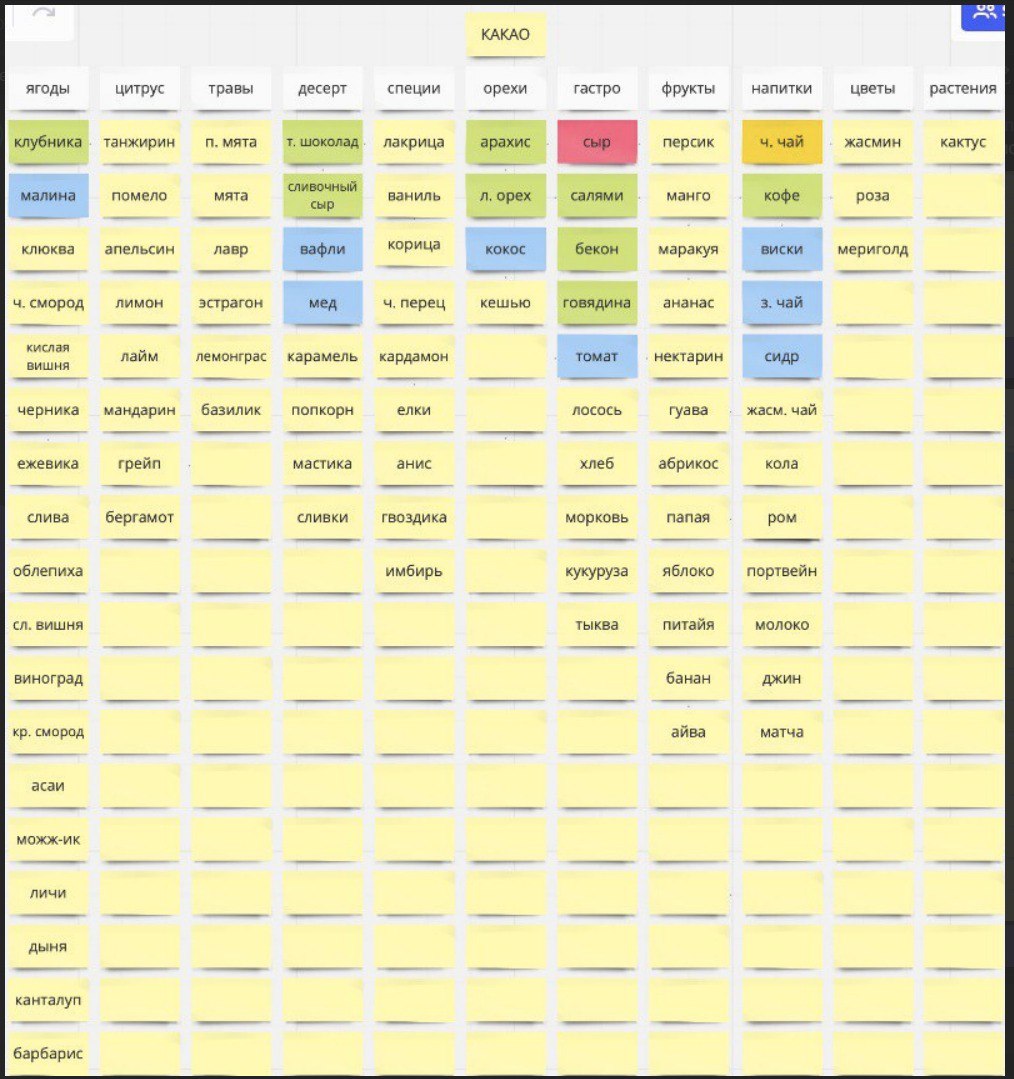 КАКАО
ягоды цитрус травы десерт специи орехи гастро фрукты напитки цветы растения
клубника танжирин п. мята т. шоколад лакрица арахис сыр персик ч. чай жасмин кактус
малина помело мята сливочный сыр ваниль л. орех салями манго кофе роза
клюква апельсин лавр вафли корица кокос бекон маракуя виски мериголд
ч. смород лимон эстрагон мед ч. перец кешью говядина ананас з. чай
кислая вишня лайм лемонграс карамель кардамон томат нектарин сидр
черника мандарин базилик попкорн елки лосось гуава жасм. чай
ежевика грейп мастика анис хлеб абрикос кола
слива бергамот сливки гвоздика морковь папая ром
облепиха имбирь кукуруза яблоко портвейн
сл. вишня тыква питайя молоко
виноград банан джин
кр. смород айва матча
асаи
можж-ик
личи
дыня
канталуп
барбарис